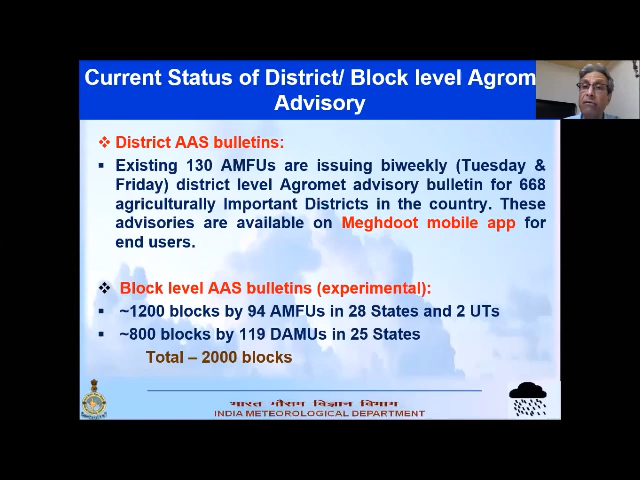 Current Status of District/ Block level Agrom
Advisory
❖ District AAS bulletins:
▪ Existing 130 AMFUs are issuing biweekly (Tuesday &
Friday) district level Agromet advisory bulletin for 668
agriculturally Important Districts in the country. These
advisories are available on Meghdoot mobile app for
end users.
❖ Block level AAS bulletins (experimental):
▪ ~1200 blocks by 94 AMFUs in 28 States and 2 UTs
▪ ~800 blocks by 119 DAMUs in 25 States
Total – 2000 blocks
भारत मौसम विज्ञान विभाग
INDIA METEOROLOGICAL DEPARTMENT